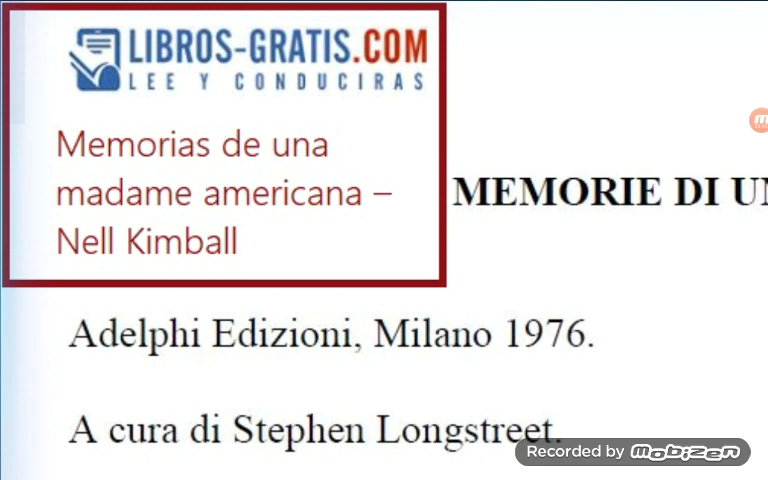 LIBROS-GRATIS.COM
LEE Y CONDUCIRAS
Memorias de una
madame americana –
Nell Kimball
MEMORIE DI UN
Adelphi Edizioni, Milano 1976.
A cura di Stephen Longstreet.
Recorded by mobizen